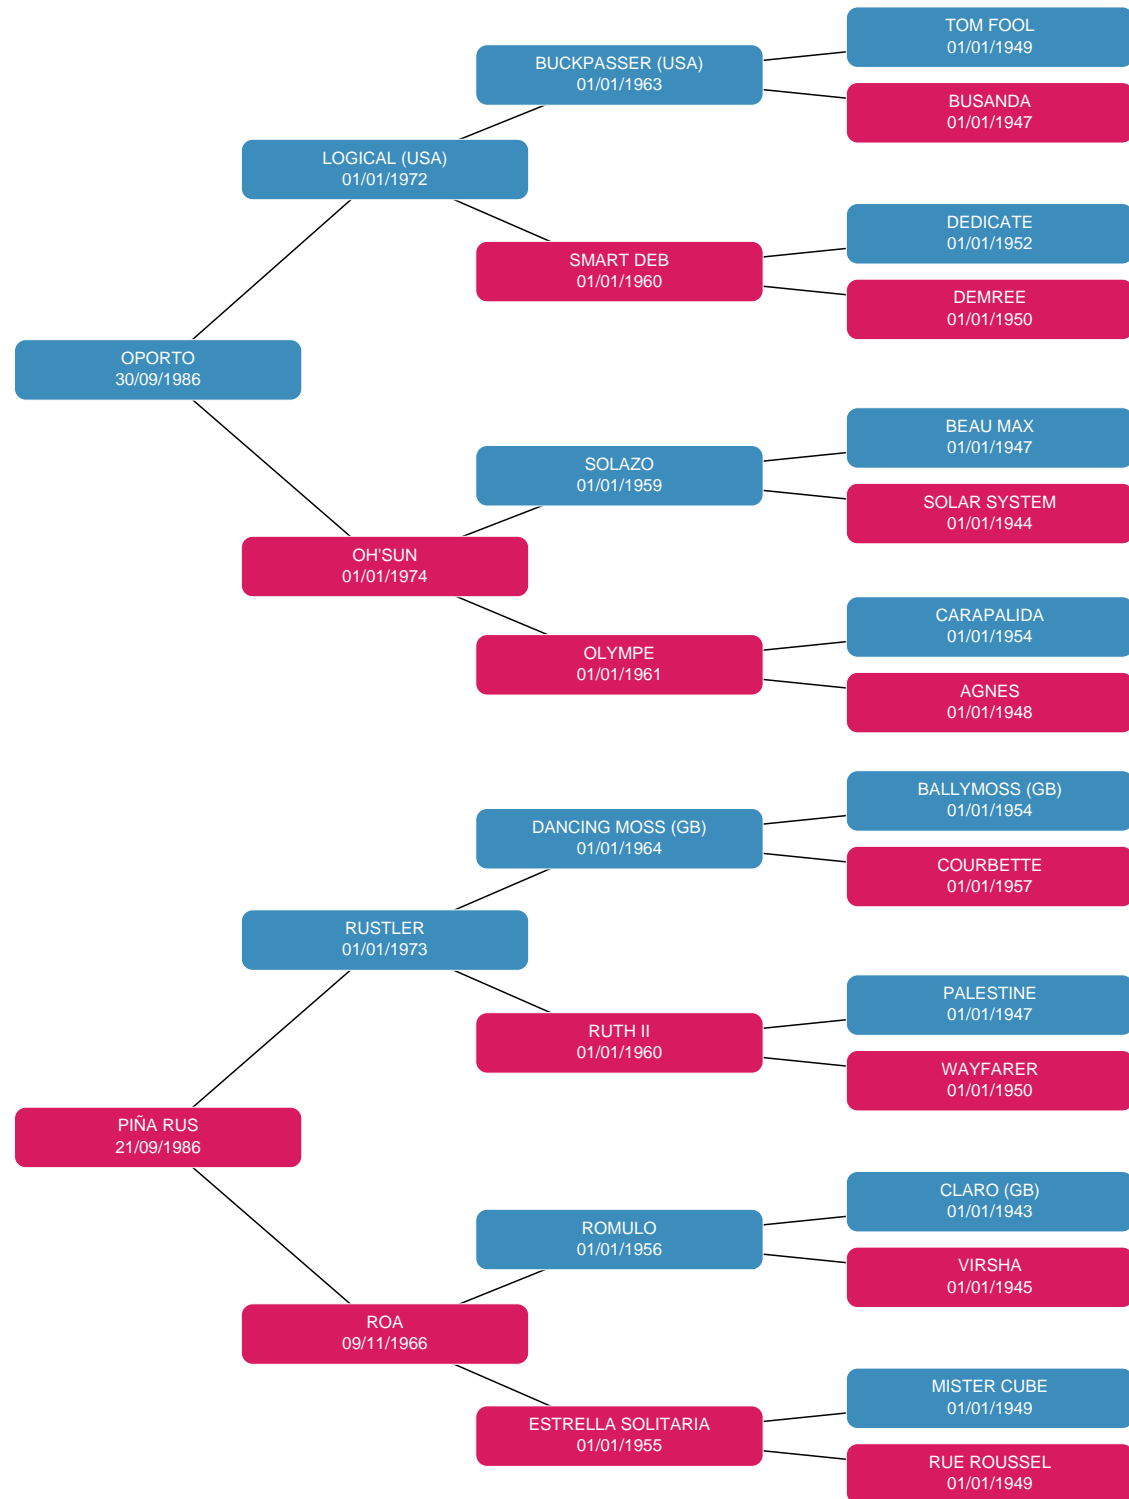 TOM FOOL
01/01/1949
BUCKPASSER (USA)
01/01/1963
BUSANDA
01/01/1947
LOGICAL (USA)
01/01/1972
DEDICATE
01/01/1952
SMART DEB
01/01/1960
DEMREE
01/01/1950
OPORTO
30/09/1986
BEAU MAX
01/01/1947
SOLAZO
01/01/1959
SOLAR SYSTEM
01/01/1944
OH'SUN
01/01/1974
CARAPALIDA
01/01/1954
OLYMPE
01/01/1961
AGNES
01/01/1948
BALLYMOSS (GB)
01/01/1954
DANCING MOSS (GB)
01/01/1964
COURBETTE
01/01/1957
RUSTLER
01/01/1973
PALESTINE
01/01/1947
RUTH II
01/01/1960
WAYFARER
01/01/1950
PIÑA RUS
21/09/1986
CLARO (GB)
01/01/1943
ROMULO
01/01/1956
VIRSHA
01/01/1945
ROA
09/11/1966
MISTER CUBE
01/01/1949
ESTRELLA SOLITARIA
01/01/1955
RUE ROUSSEL
01/01/1949